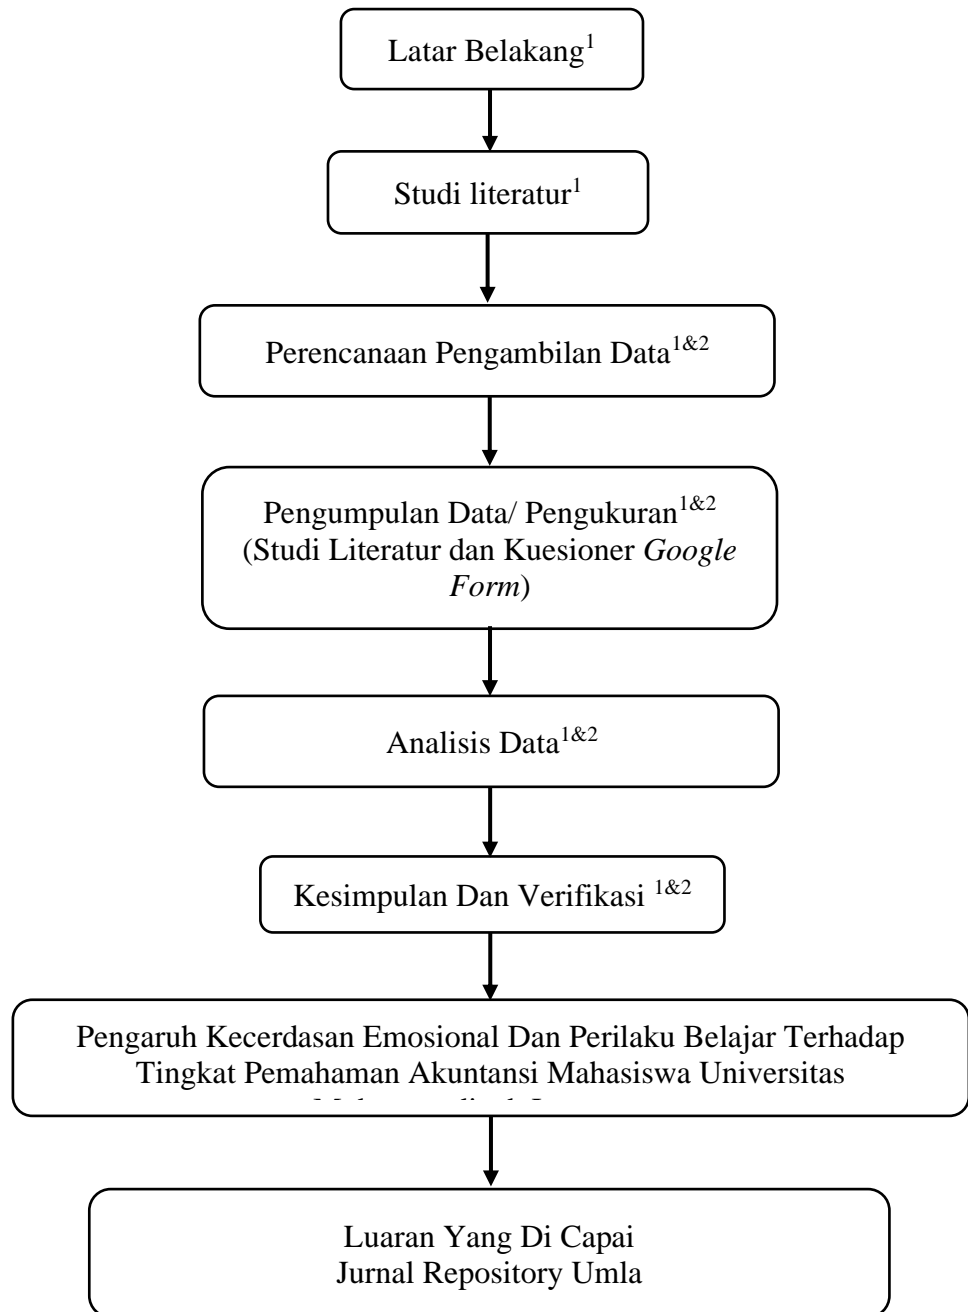 Latar Belakang¹
Studi literatur¹
Perencanaan Pengambilan Data¹&²
Pengumpulan Data/ Pengukuran¹&²
(Studi Literatur dan Kuesioner Google
Form)
Analisis Data¹&²
Kesimpulan Dan Verifikasi ¹&²
Pengaruh Kecerdasan Emosional Dan Perilaku Belajar Terhadap
Tingkat Pemahaman Akuntansi Mahasiswa Universitas
Luaran Yang Di Capai
Jurnal Repository Umla